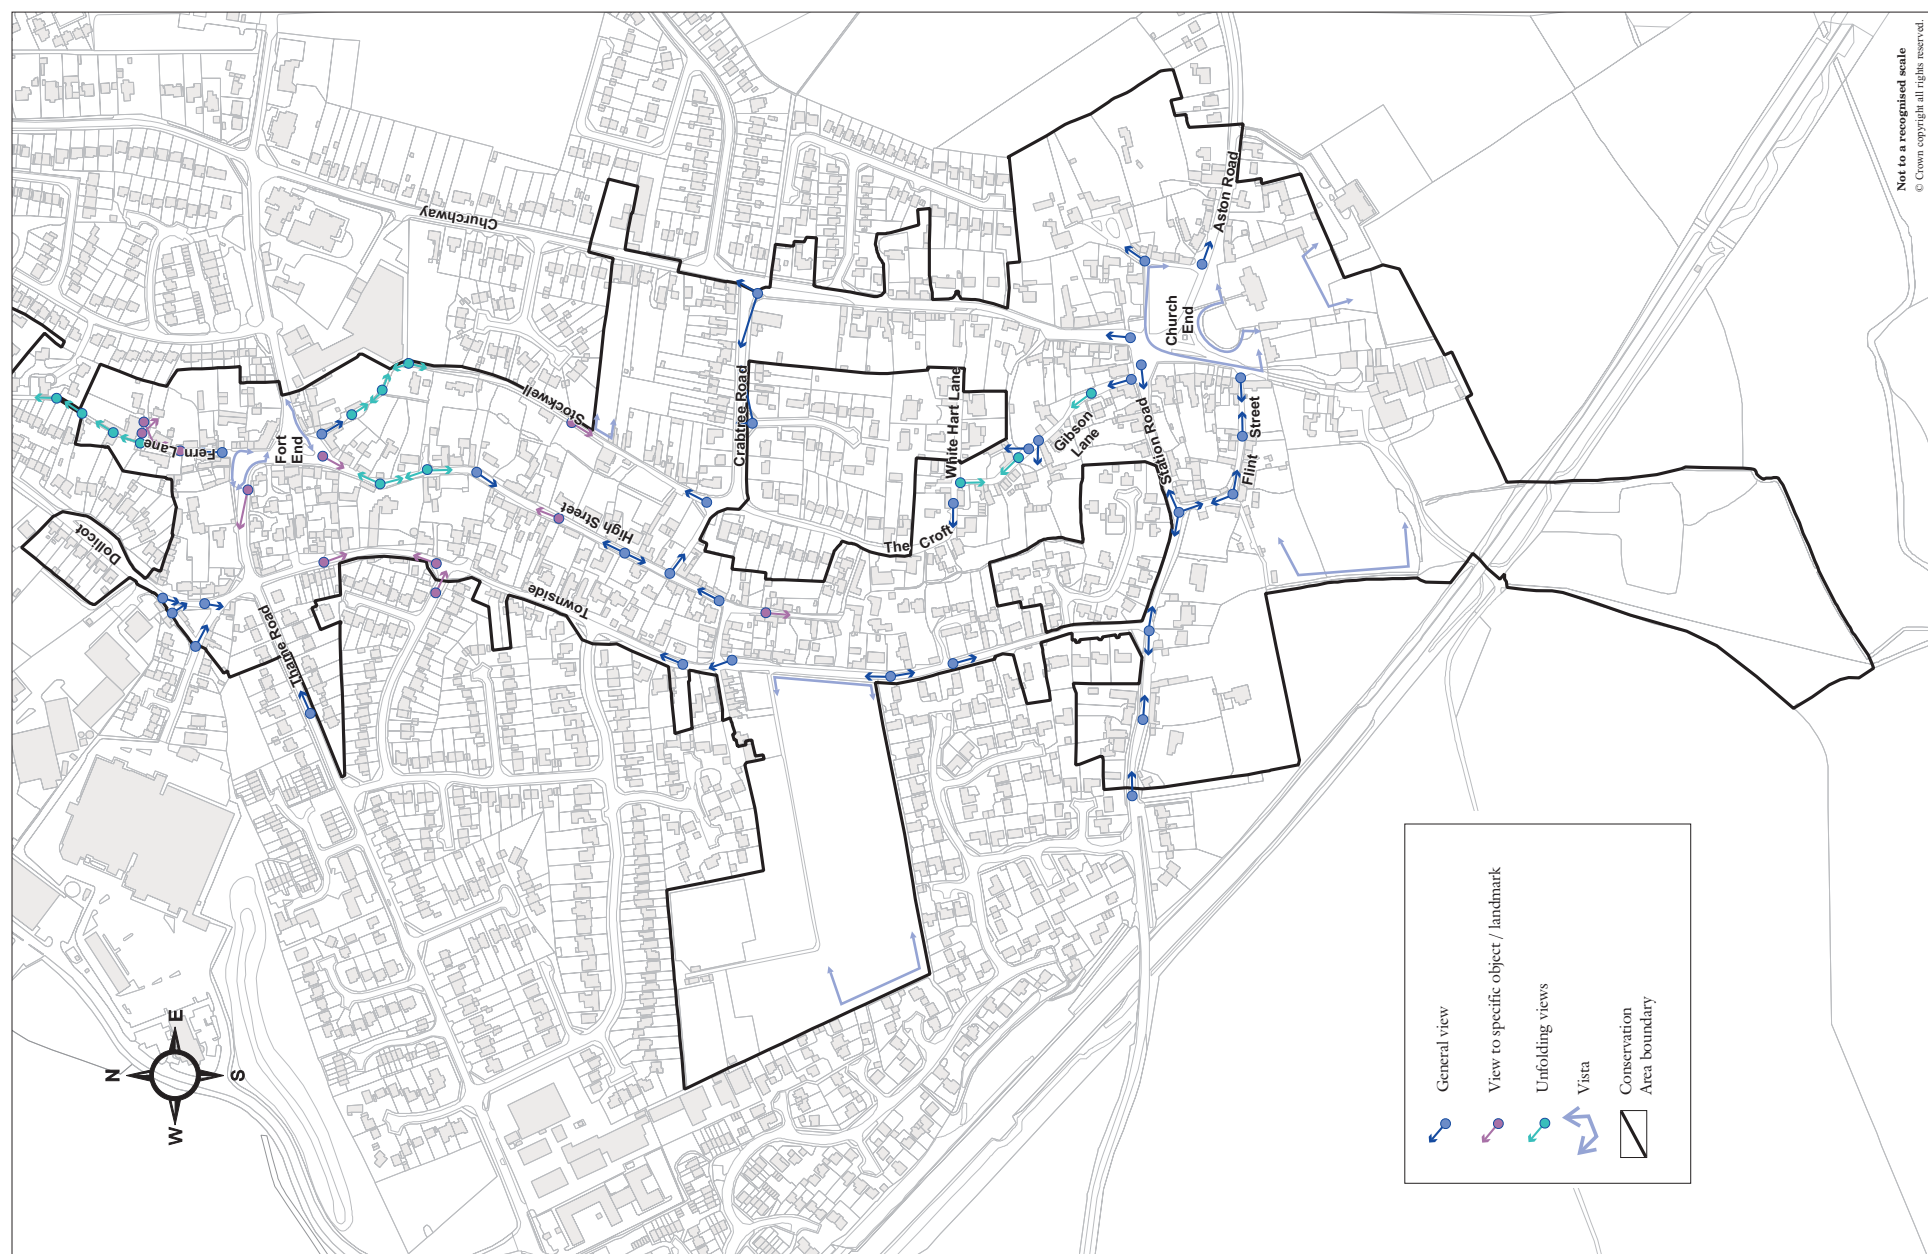 Dollicot
Fern Lane
Fort
End
Thame Road
Churchway
Stockwell
High Street
Townside
Crabtree Road
White Hart Lane
The Croft
Gibson
Lane
Station Road
Flint
Street
Church
End
Aston Road
N
E
S
W
General view
View to specific object / landmark
Unfolding views
Vista
Conservation
Area boundary
Not to a recognised scale
© Crown copyright all rights reserved.